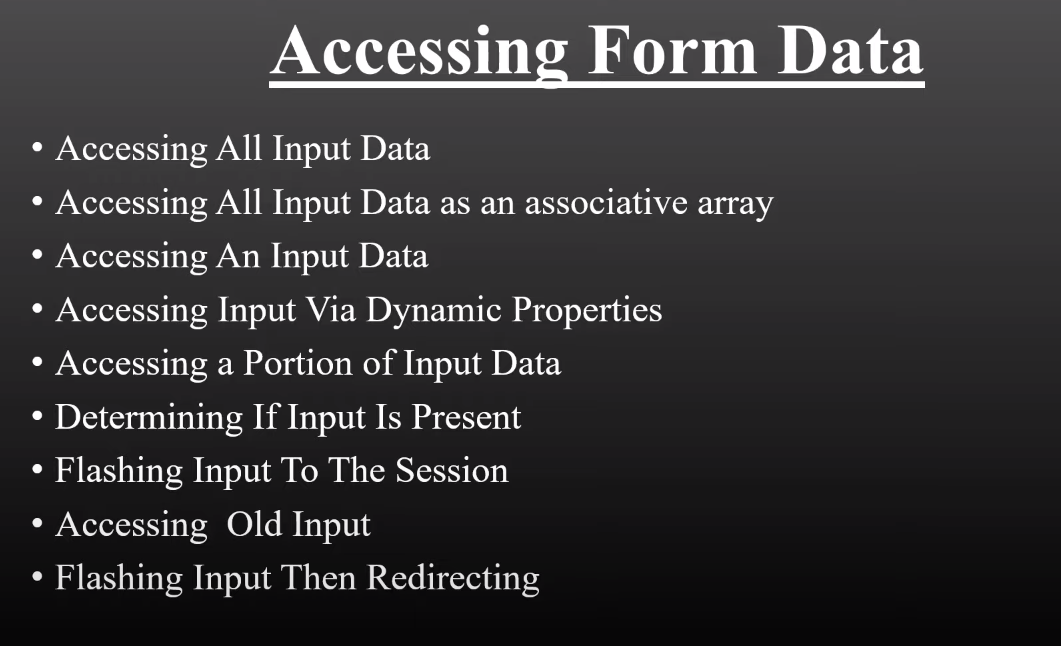 Accessing Form Data
• Accessing All Input Data
• Accessing All Input Data as an associative array
• Accessing An Input Data
• Accessing Input Via Dynamic Properties
• Accessing a Portion of Input Data
• Determining If Input Is Present
• Flashing Input To The Session
• Accessing  Old Input
• Flashing Input Then Redirecting